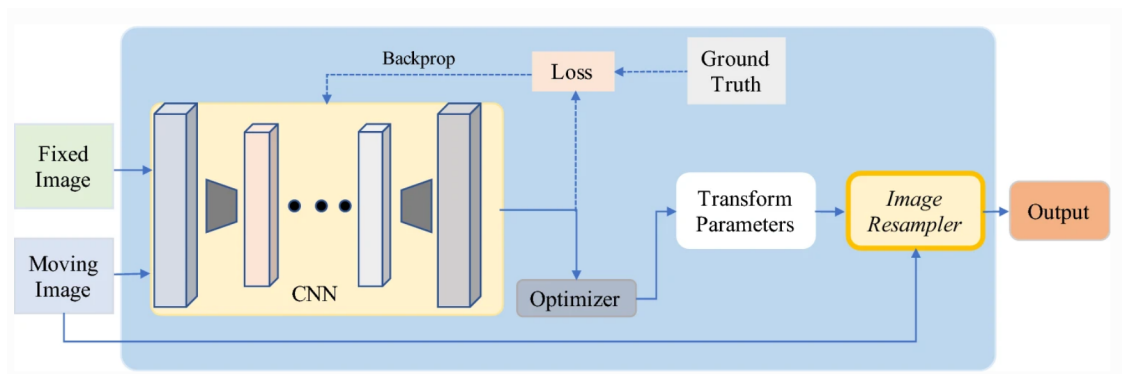 Backprop
Loss
Ground
Truth
Fixed
Image
Moving
Image
CNN
Optimizer
Transform
Parameters
Image
Resampler
Output